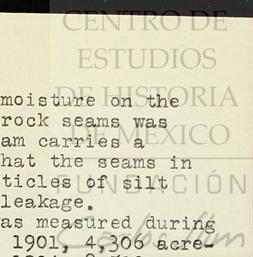 CENTRO DE
ESTUDIOS
DE HISTORIA
DE MÉXICO
FUNDACIÓN
moisture on the
rock seams was
am carries a
hat the seams in
ticles of silt
leakage.
as measured during
1901, 4,306 acre-